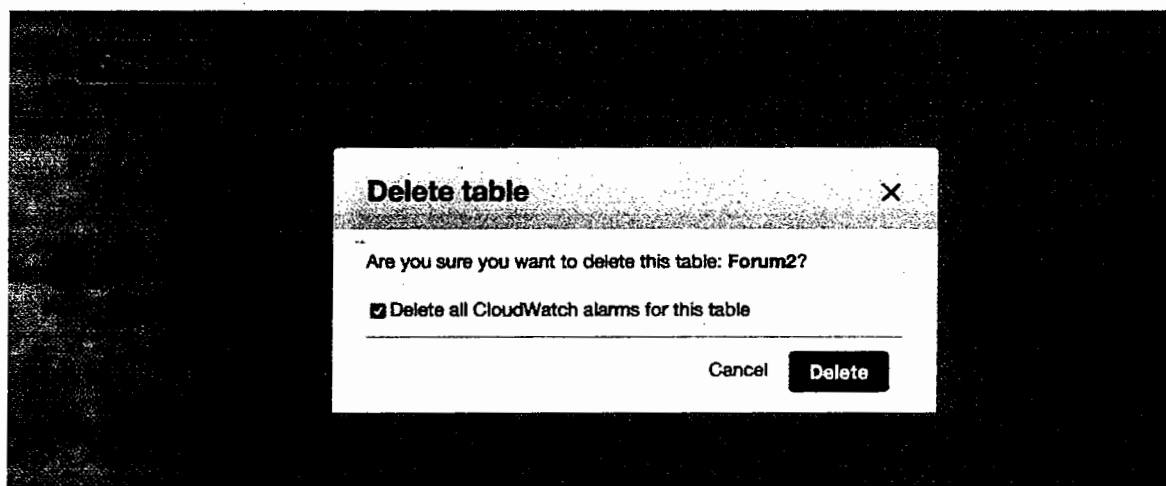 Delete table
Are you sure you want to delete this table: Forum2?
Delete all CloudWatch alarms for this table
Cancel Delete